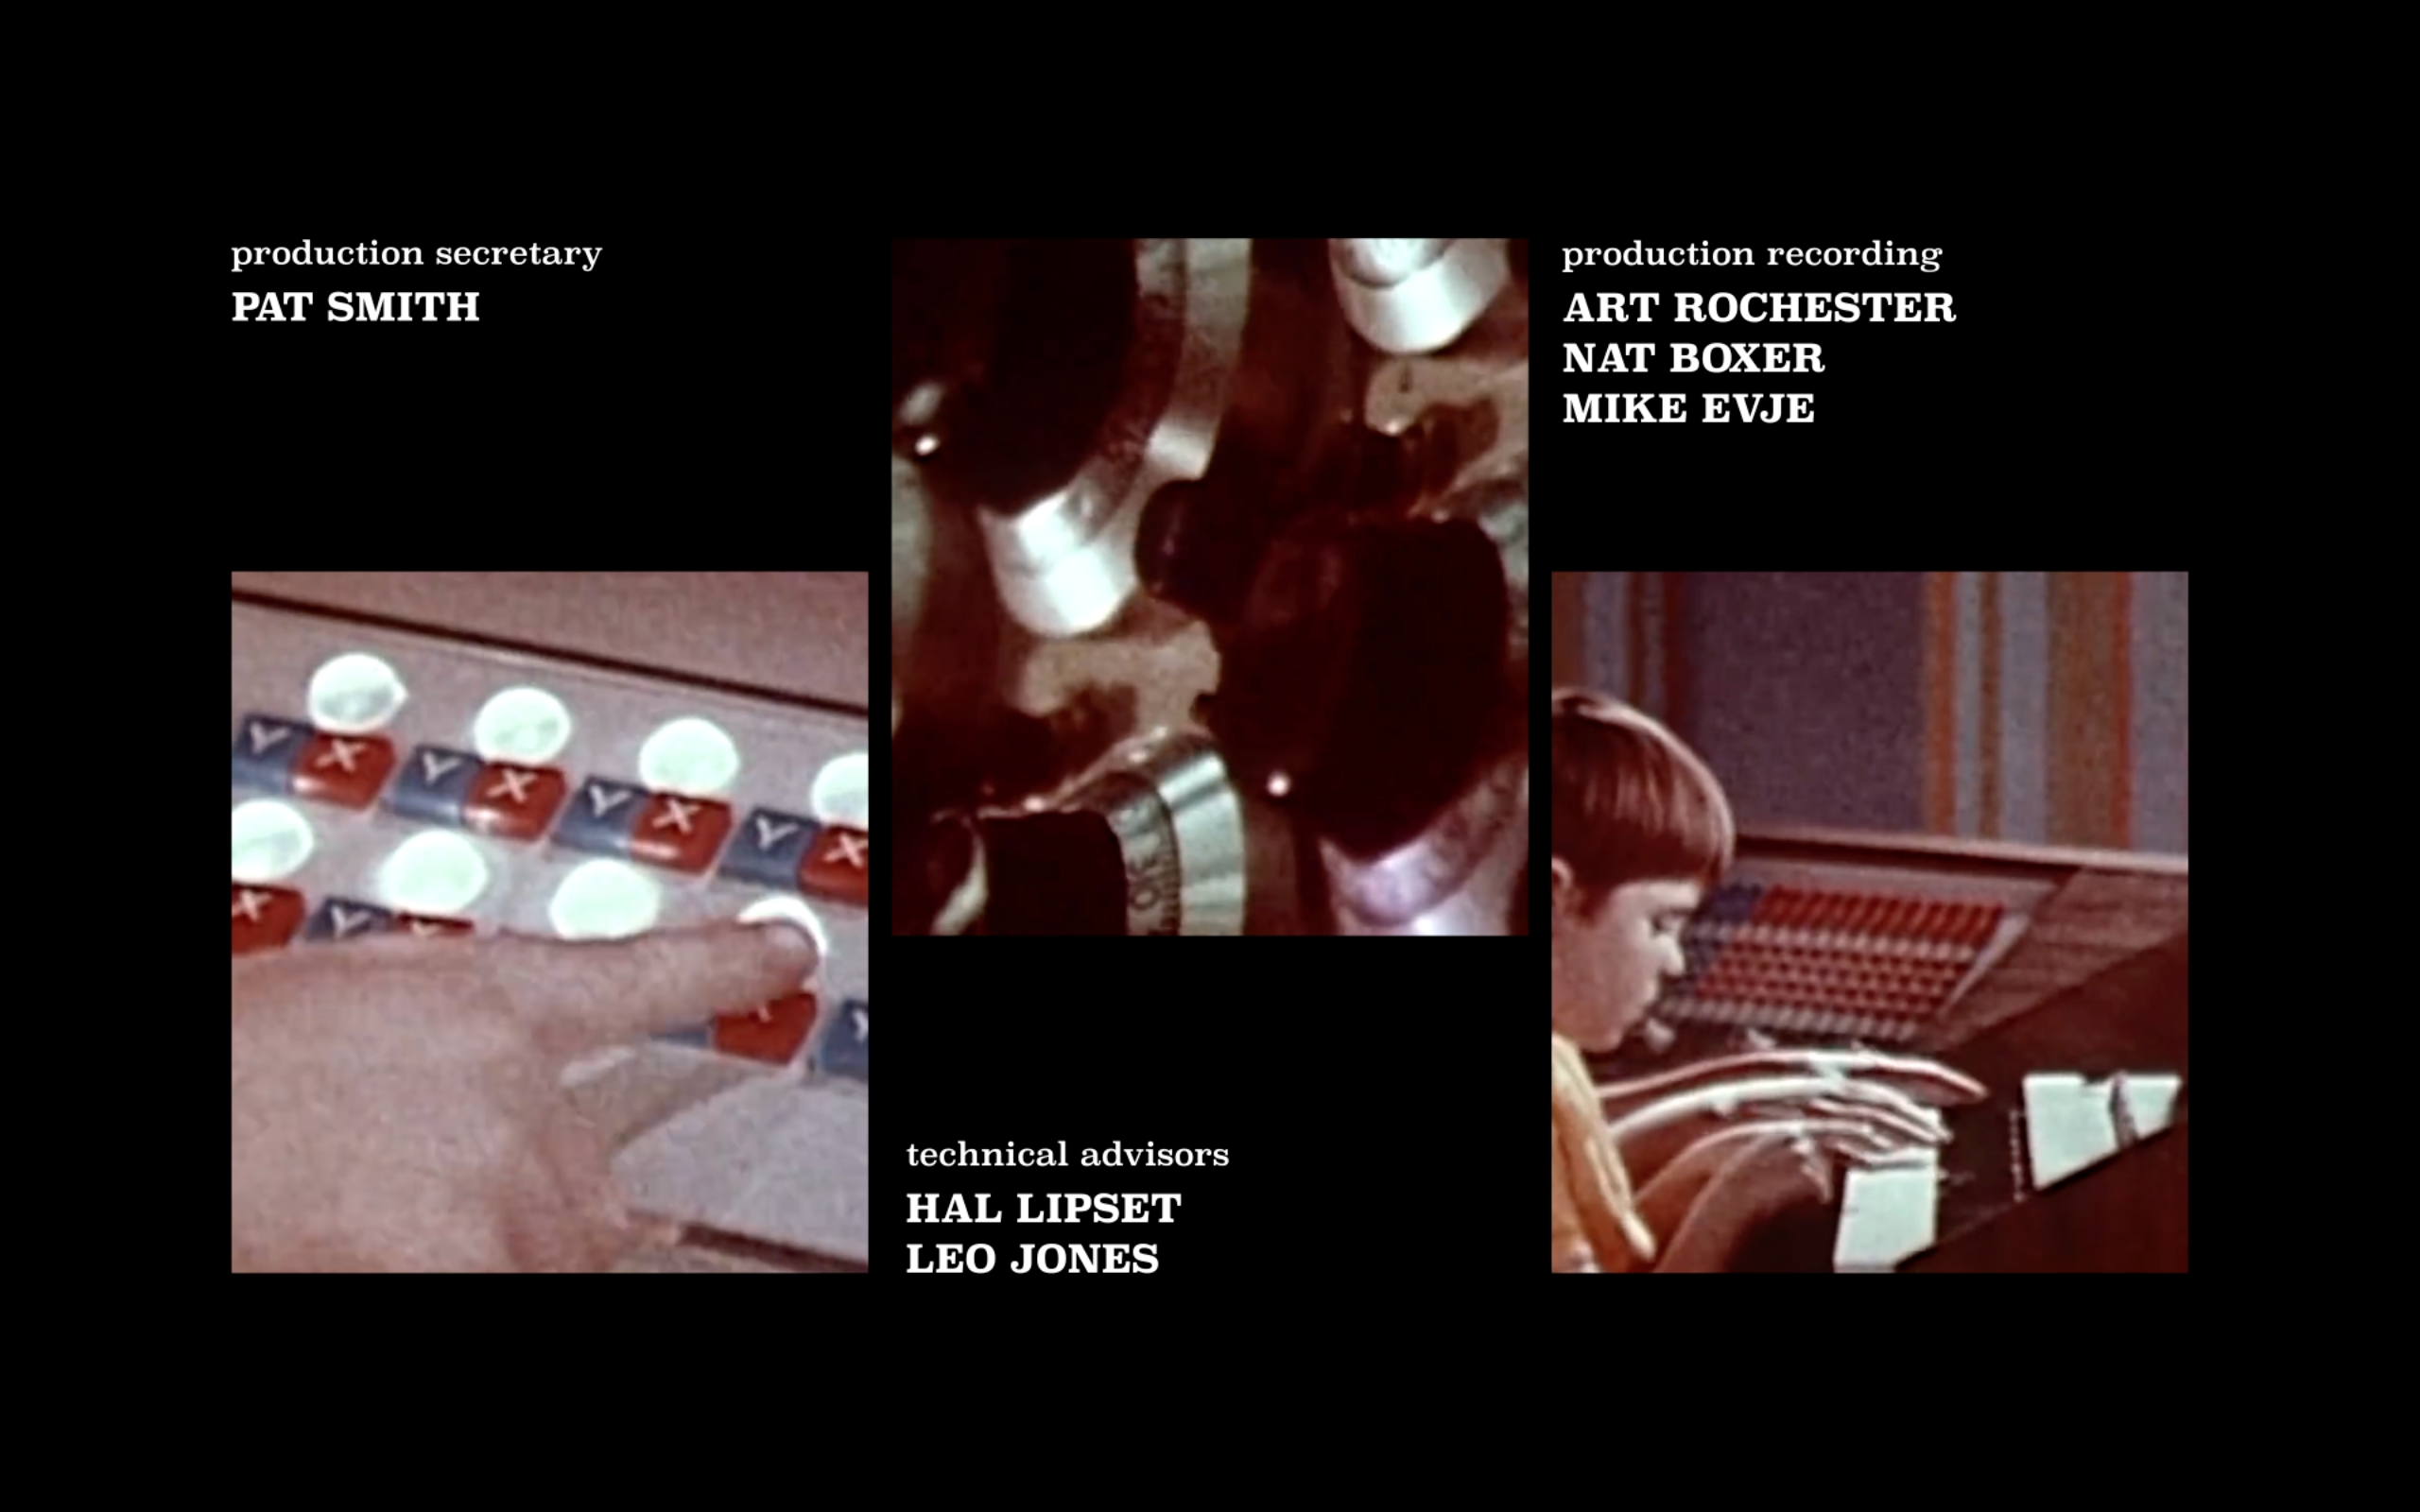 production secretary
PAT SMITH
production recording
ART ROCHESTER
NAT BOXER
MIKE EVJE
Y X Y X Y X Y X
X Y
Y
technical advisors
HAL LIPSET
LEO JONES